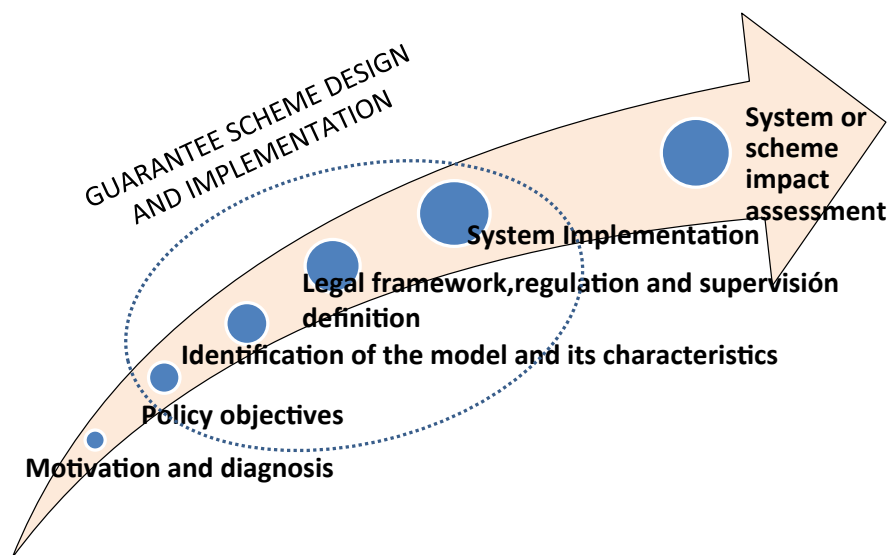 GUARANTEE SCHEME DESIGN
AND IMPLEMENTATION
System or
scheme
impact
assessment
System Implementation
Legal framework,regulation and supervisión
definition
Identification of the model and its characteristics
Policy objectives
Motivation and diagnosis